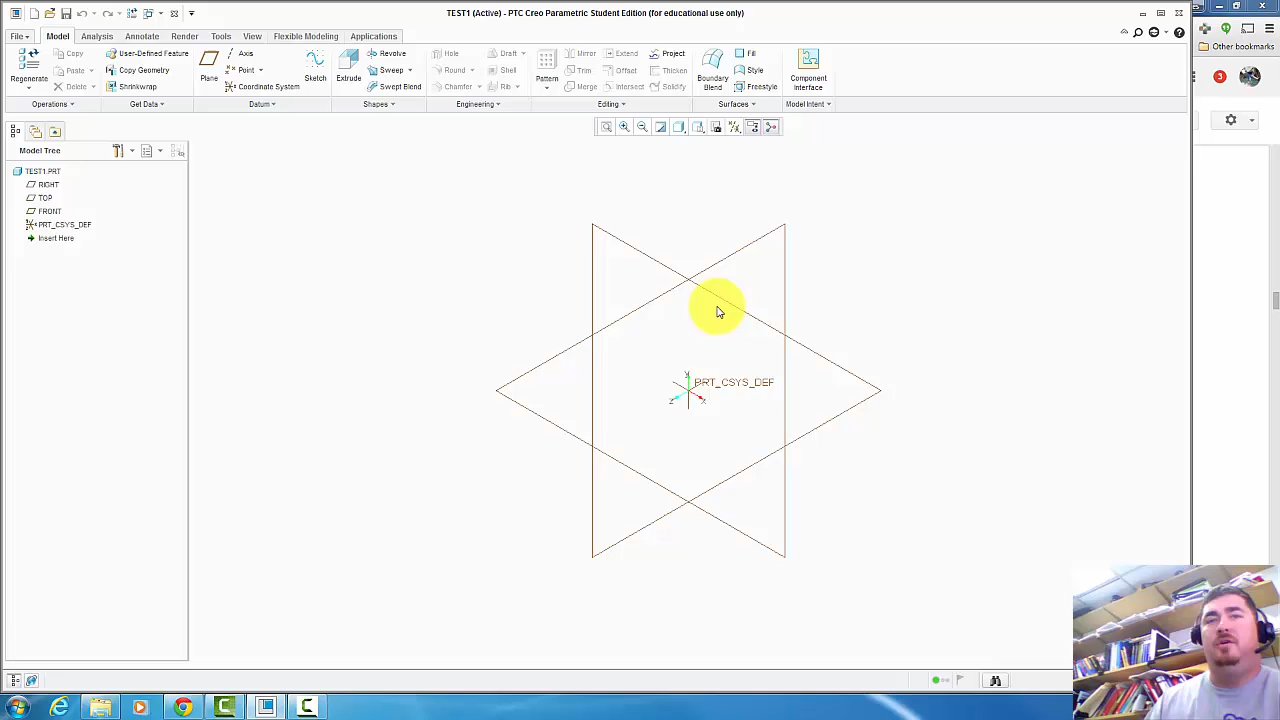 TEST1 (Active) - PTC Creo Parametric Student Edition (for educational use only)
File Model Analysis Annotate Render Tools View Flexible Modeling Applications
Other bookmarks
Regenerate
Copy
Paste
Delete
Operations
User-Defined Feature
Copy Geometry
Shrinkwrap
Get Data
Plane
Axis
Point
Coordinate System
Sketch
Datum
Extrude
Revolve
Sweep
Swept Blend
Shapes
Hole
Round
Chamfer
Draft
Shell
Rib
Engineering
Pattern
Mirror
Trim
Merge
Extend
Offset
Intersect
Project
Thicken
Solidify
Editing
Boundary
Blend
Fill
Style
Freestyle
Surfaces
Component
Interface
Model Intent
3
Model Tree
TEST1.PRT
RIGHT
TOP
FRONT
PRT_CSYS_DEF
Insert Here
Y
PRT_CSYS_DEF
Z
X